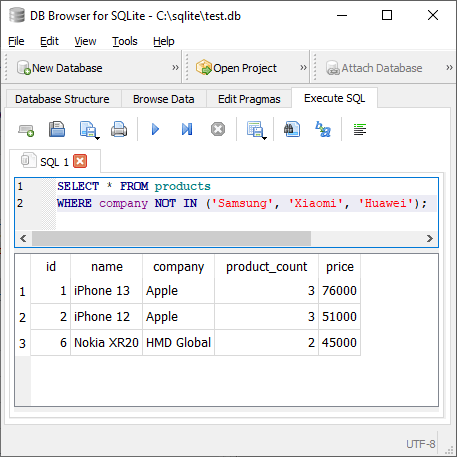 DB Browser for SQLite - C:\sqlite\test.db
File Edit View Tools Help
New Database » Open Project » Attach Database »
Database Structure Browse Data Edit Pragmas Execute SQL
SQL 1
1 SELECT * FROM products
2 WHERE company NOT IN ('Samsung', 'Xiaomi', 'Huawei');
id name company product_count price
1 1 iPhone 13 Apple 3 76000
2 2 iPhone 12 Apple 3 51000
3 6 Nokia XR20 HMD Global 2 45000
UTF-8